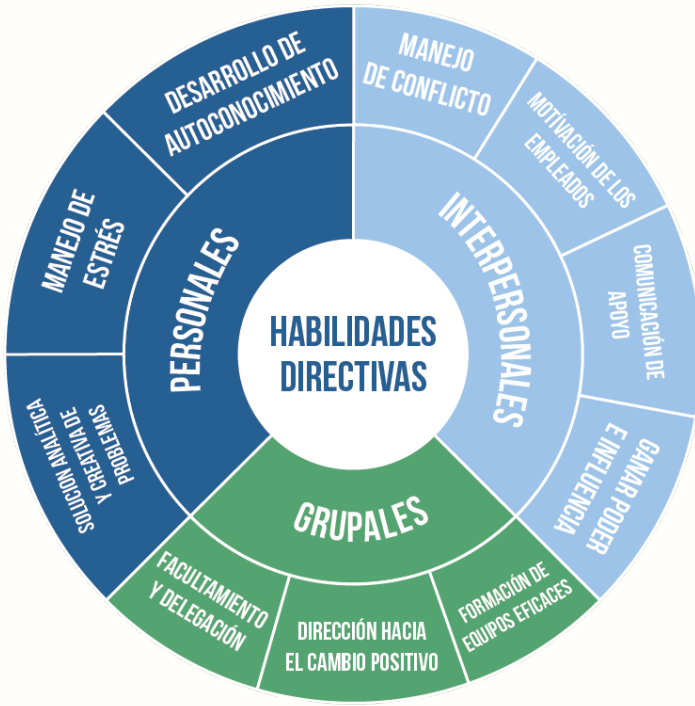 HABILIDADES
DIRECTIVAS
PERSONALES
DESARROLLO DE
AUTOCONOCIMIENTO
MANEJO DE
ESTRÉS
SOLUCION ANALÍTICA
Y CREATIVA DE
PROBLEMAS
INTERPERSONALES
MANEJO
DE CONFLICTO
MOTÍVACIÓN DE LOS
EMPLEADOS
COMUNICACIÓN DE
APOYO
GANAR PODER
E INFLUENCIA
GRUPALES
FACULTAMIENTO
Y DELEGACIÓN
DIRECCIÓN HACIA
EL CAMBIO POSITIVO
FORMACIÓN DE
EQUIPOS EFICACES